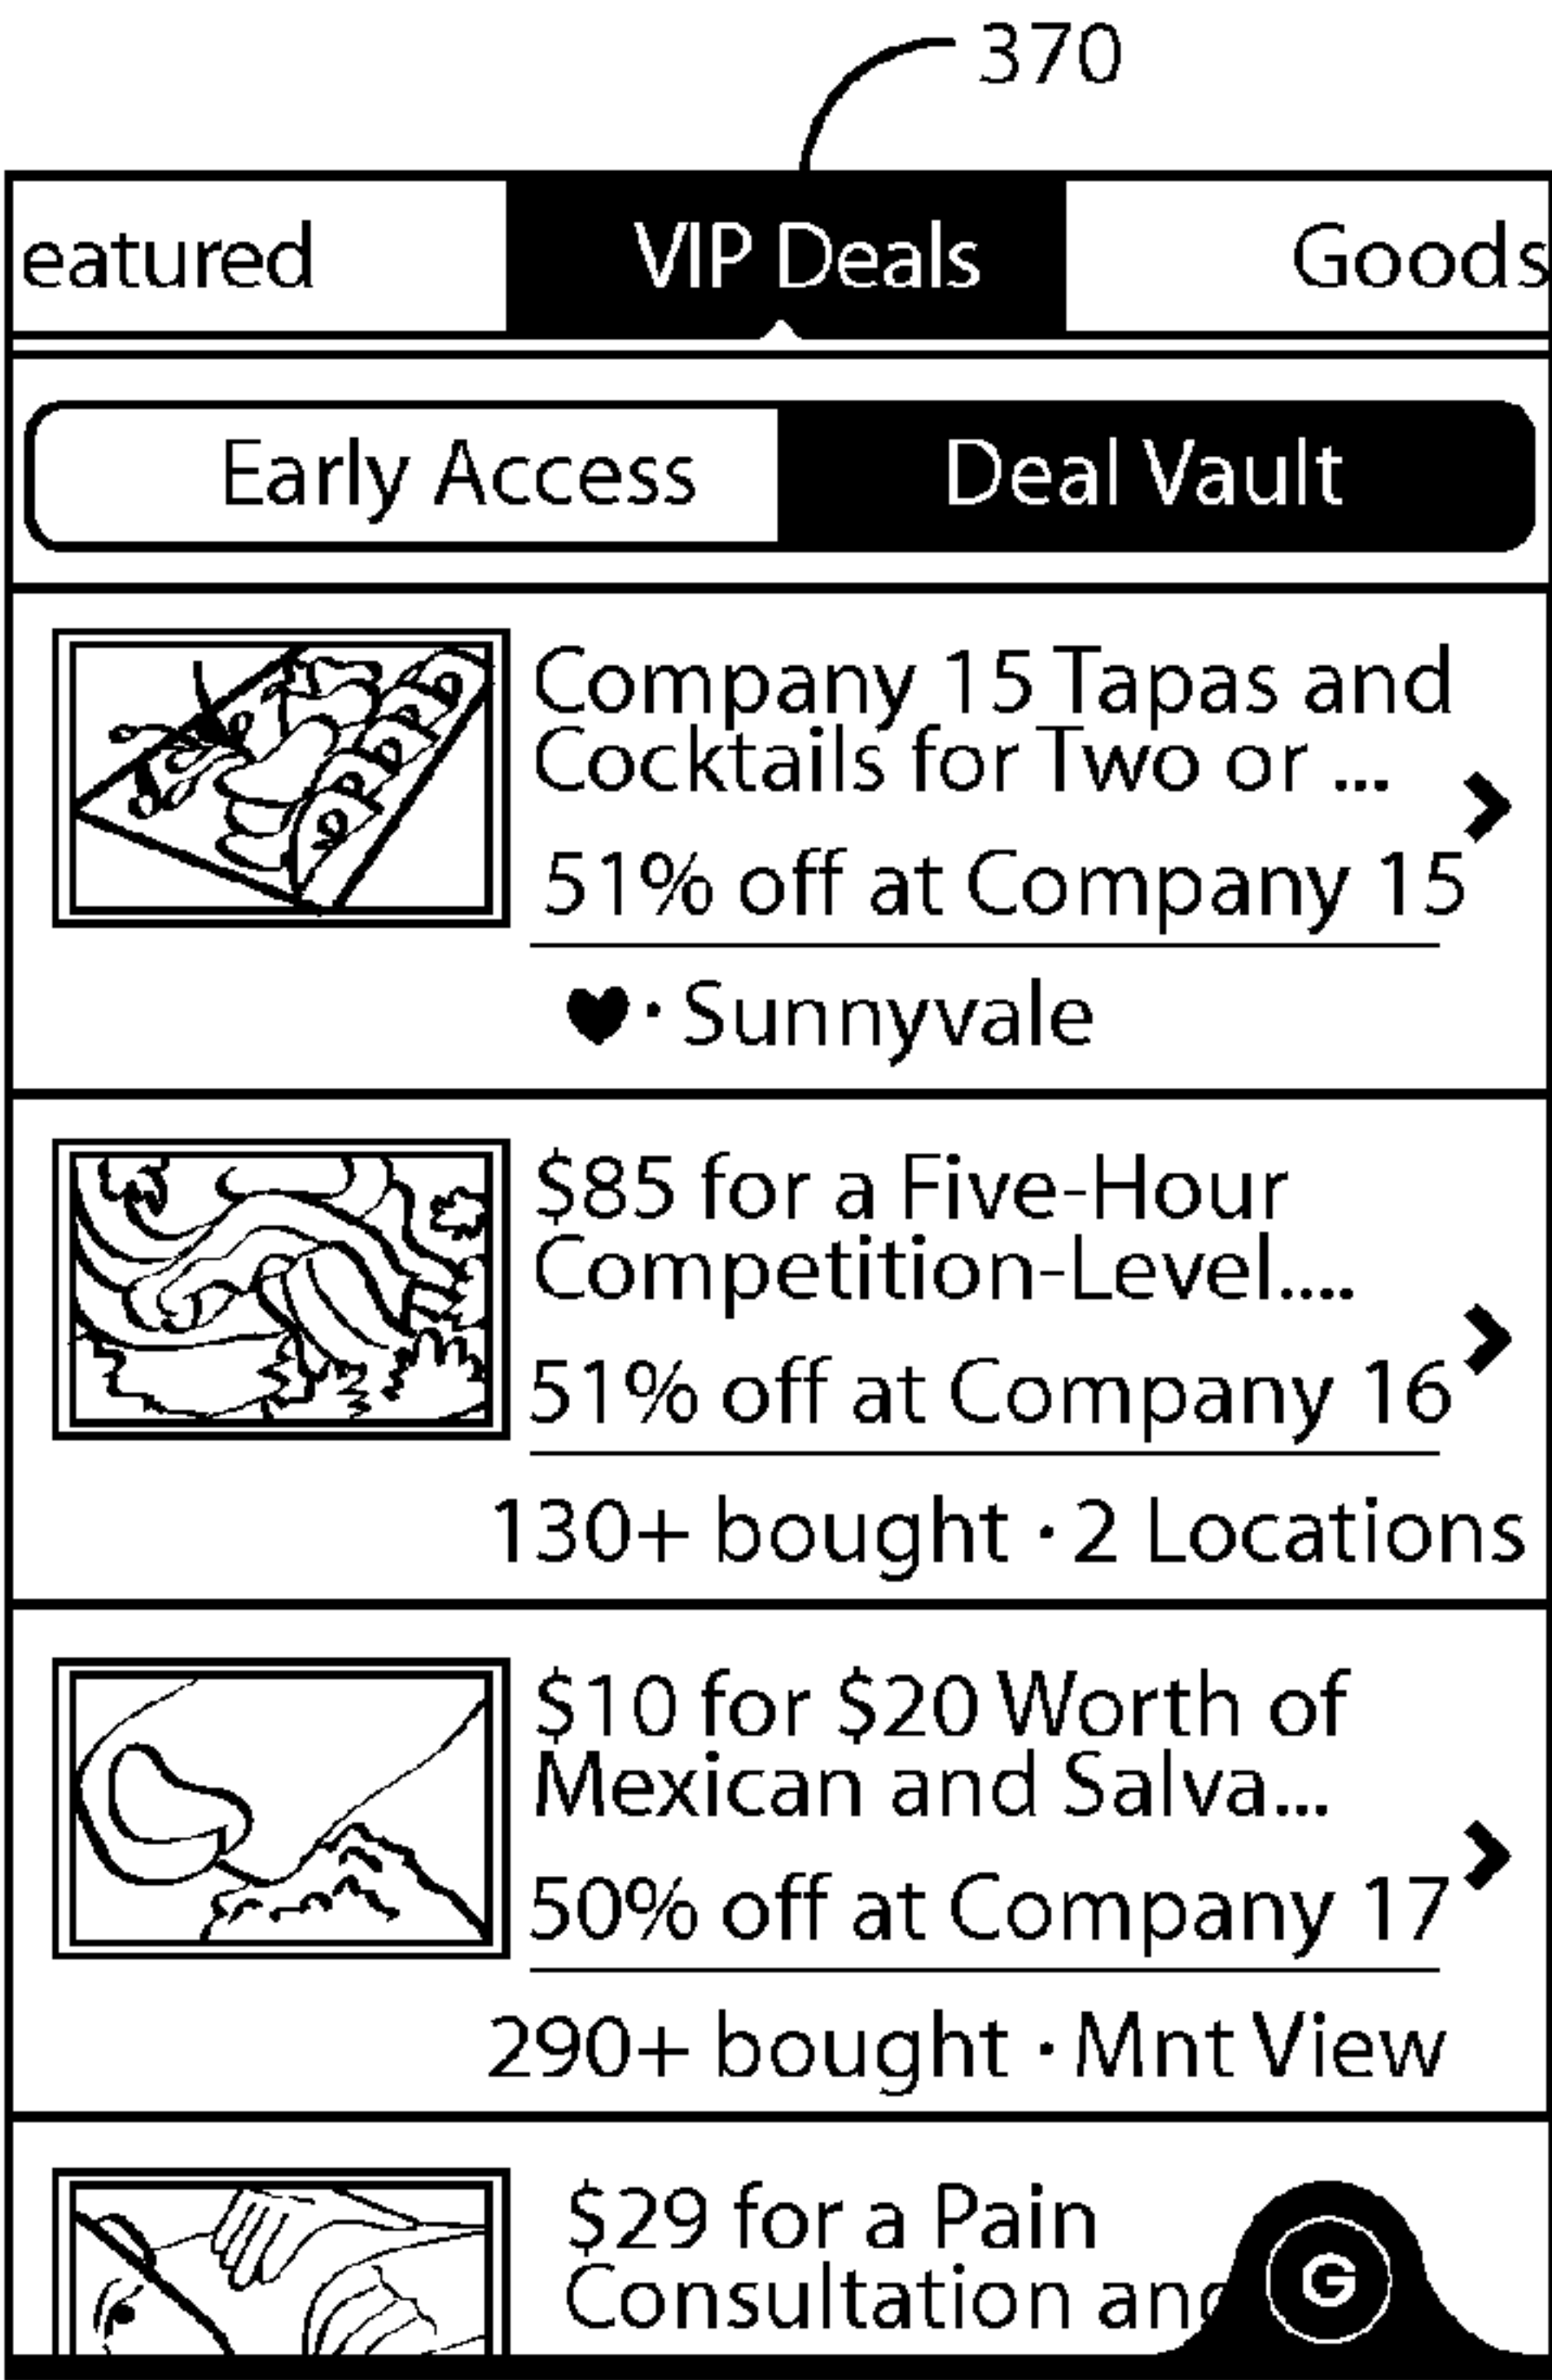 370
eatured VIP Deals Goods
Early Access Deal Vault
Company 15 Tapas and
Cocktails for Two or ...
51% off at Company 15
♥ · Sunnyvale
$85 for a Five-Hour
Competition-Level....
51% off at Company 16
130+ bought · 2 Locations
$10 for $20 Worth of
Mexican and Salva...
50% off at Company 17
290+ bought · Mnt View
$29 for a Pain
Consultation and
G